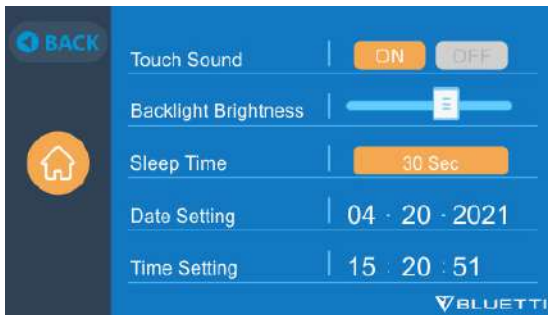 BACK
Touch Sound ON OFF
Backlight Brightness
Sleep Time 30 Sec
Date Setting 04 · 20 · 2021
Time Setting 15 : 20 : 51
BLUETTI